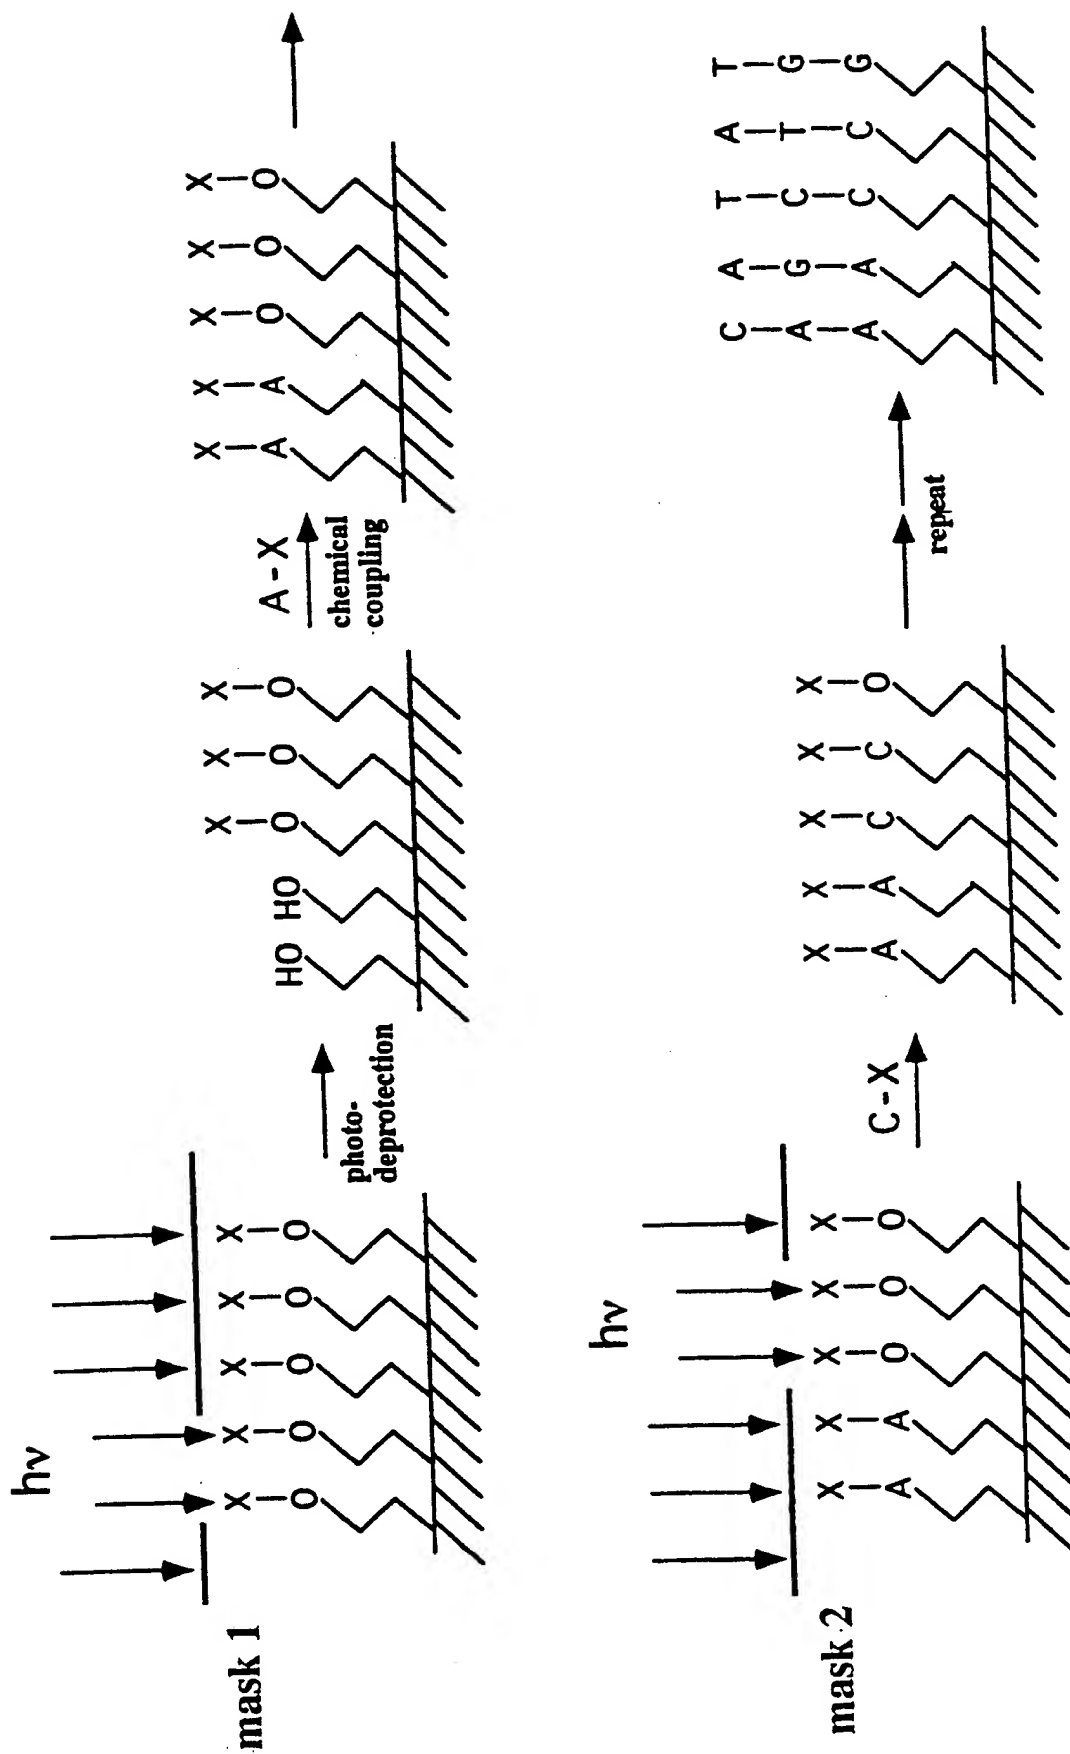 hν
mask 1
X X X X X
O O O O O
photo-
deprotection
X X X
HO HO O O O
A-X
chemical
coupling
X X X X X
A A O O O
hν
mask 2
X X X X X
A A O O O
C-X
X X X X X
A A C C O
repeat
C A T A T
A G C T G
A A C C G